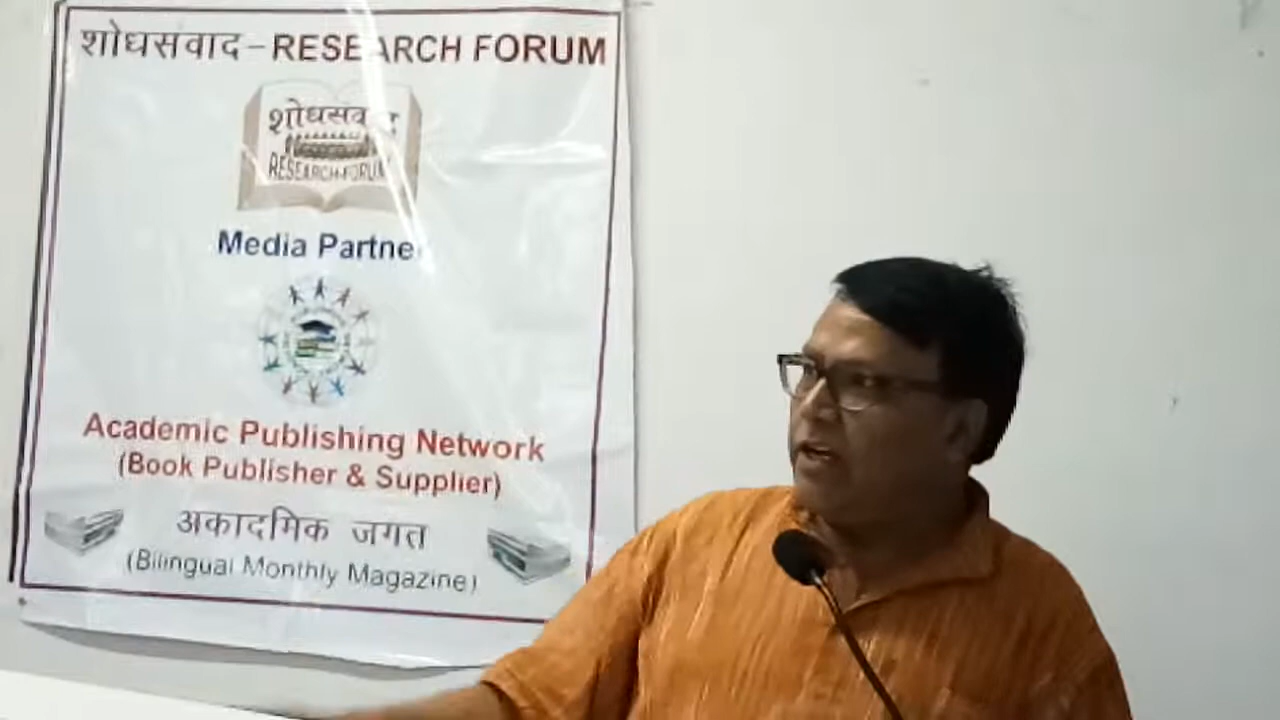 शोधसंवाद – RESEARCH FORUM
शोधसंवाद
RESEARCH FORUM
Media Partner
Academic Publishing Network
(Book Publisher & Supplier)
अकादमिक जगत
(Bilingual Monthly Magazine)